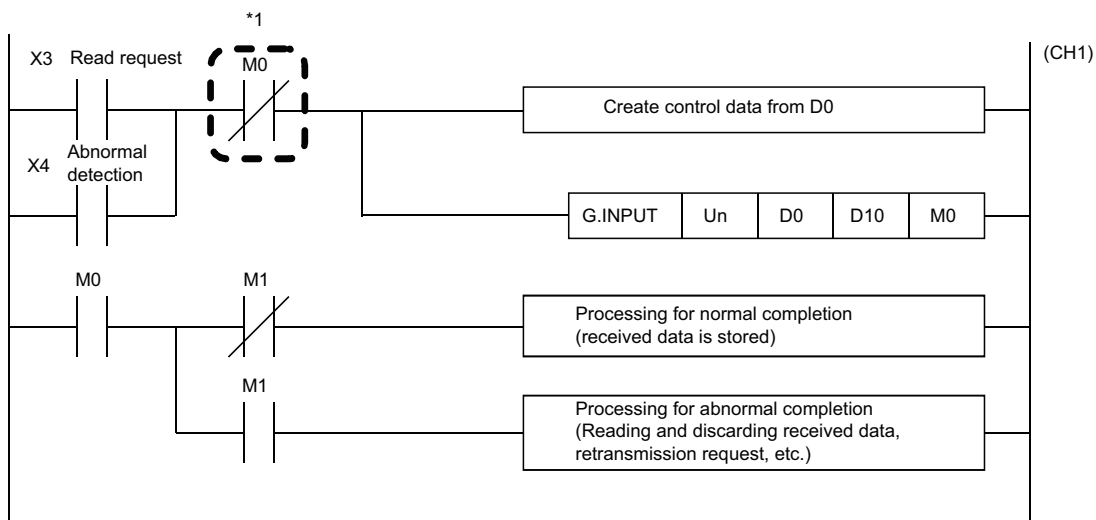 *1
X3 Read request
M0
(CH1)
Create control data from D0
X4
Abnormal
detection
G.INPUT Un D0 D10 M0
M0
M1
Processing for normal completion
(received data is stored)
M1
Processing for abnormal completion
(Reading and discarding received data,
retransmission request, etc.)